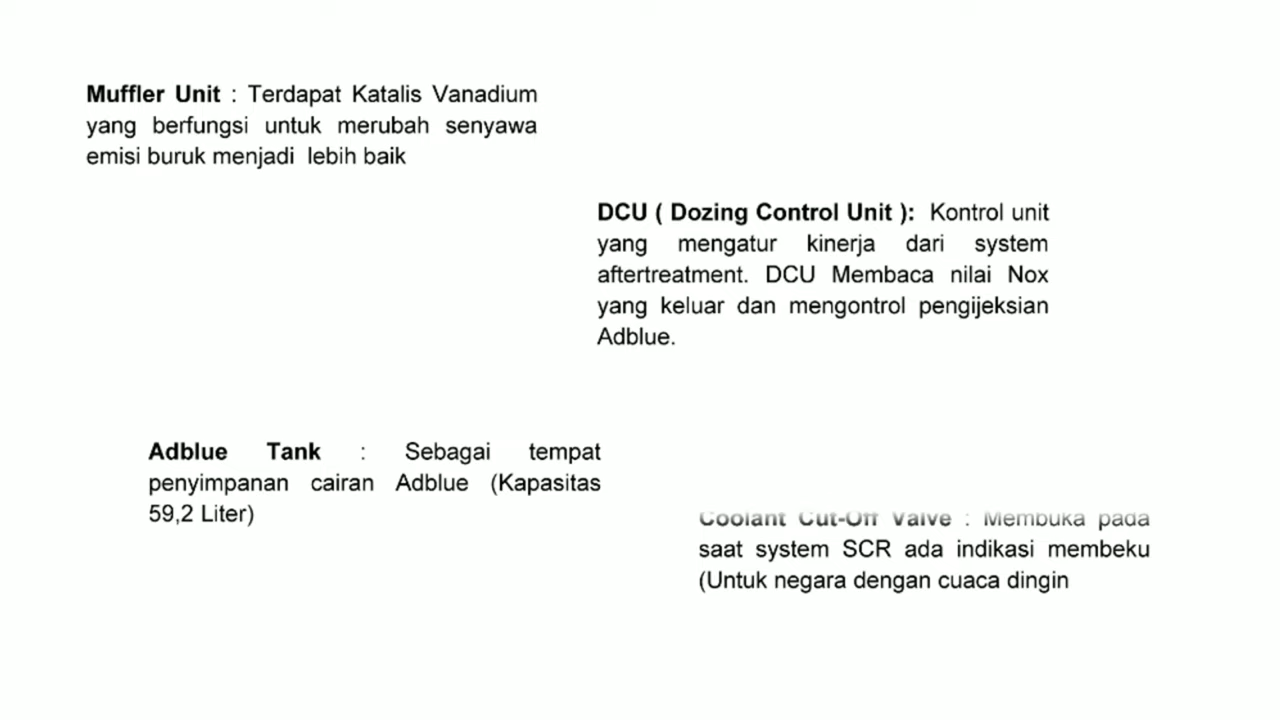 Muffler Unit : Terdapat Katalis Vanadium
yang berfungsi untuk merubah senyawa
emisi buruk menjadi lebih baik
DCU ( Dozing Control Unit ): Kontrol unit
yang mengatur kinerja dari system
aftertreatment. DCU Membaca nilai Nox
yang keluar dan mengontrol pengijeksian
Adblue.
Adblue Tank : Sebagai tempat
penyimpanan cairan Adblue (Kapasitas
59,2 Liter)
Coolant Cut-Off Valve : Membuka pada
saat system SCR ada indikasi membeku
(Untuk negara dengan cuaca dingin